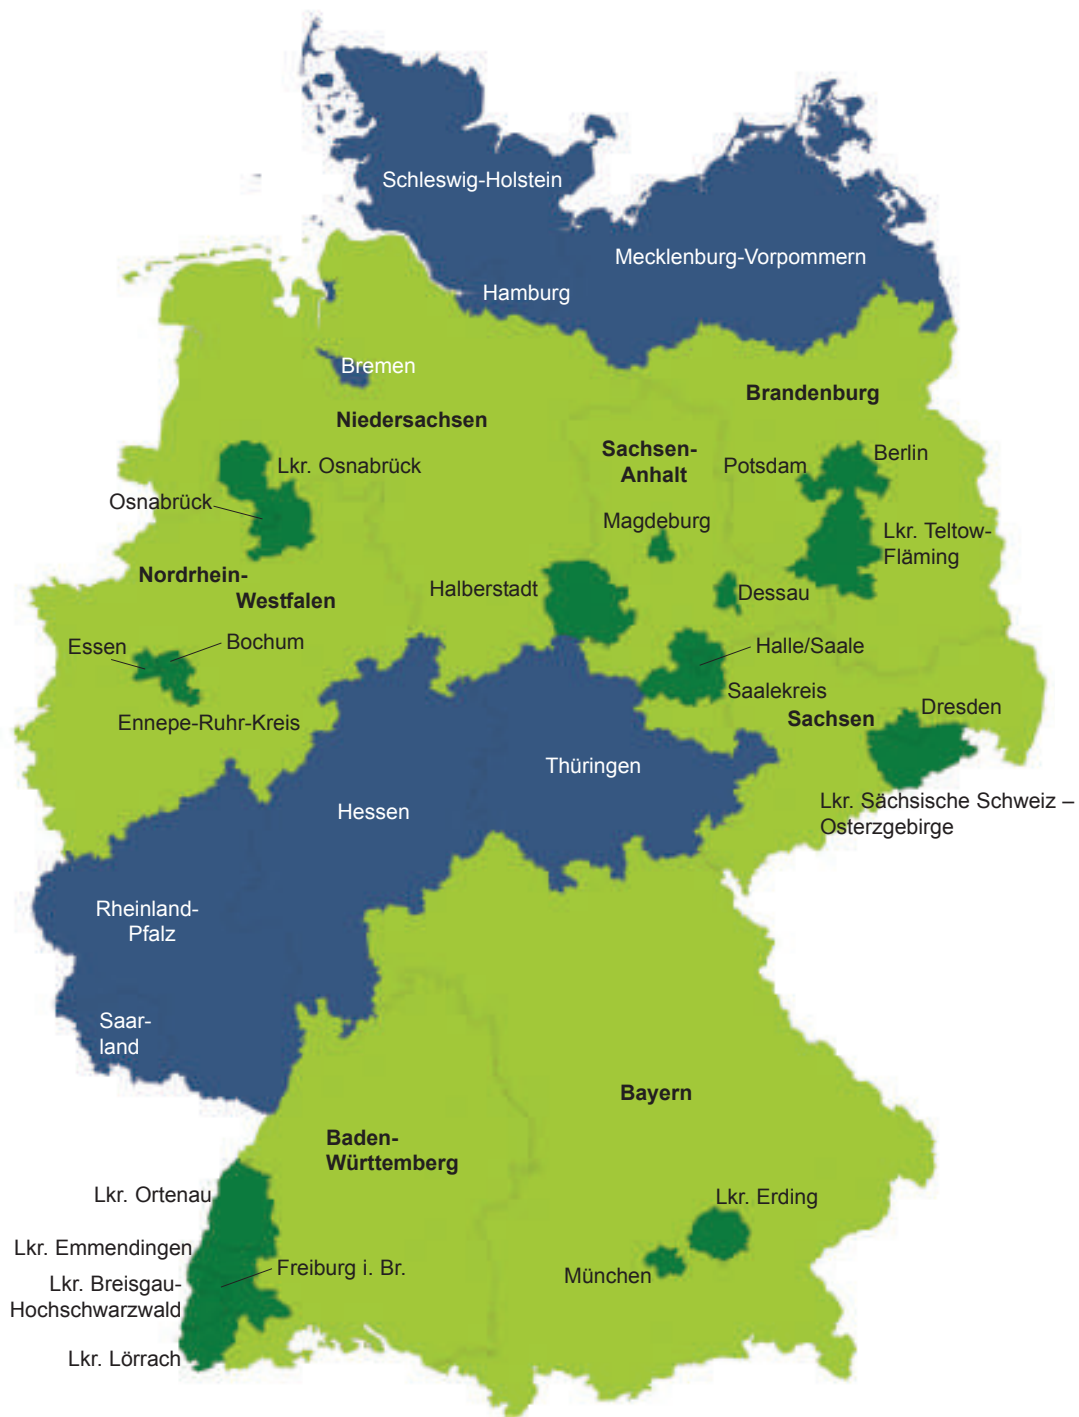 Schleswig-Holstein
Mecklenburg-Vorpommern
Hamburg
Bremen
Brandenburg
Niedersachsen
Sachsen-
Anhalt
Berlin
Potsdam
Lkr. Osnabrück
Osnabrück
Magdeburg
Lkr. Teltow-
Fläming
Nordrhein-
Westfalen
Halberstadt
Dessau
Essen
Bochum
Halle/Saale
Saalekreis
Ennepe-Ruhr-Kreis
Sachsen
Dresden
Thüringen
Hessen
Lkr. Sächsische Schweiz –
Osterzgebirge
Rheinland-
Pfalz
Saar-
land
Bayern
Baden-
Württemberg
Lkr. Ortenau
Lkr. Erding
Lkr. Emmendingen
Freiburg i. Br.
München
Lkr. Breisgau-
Hochschwarzwald
Lkr. Lörrach